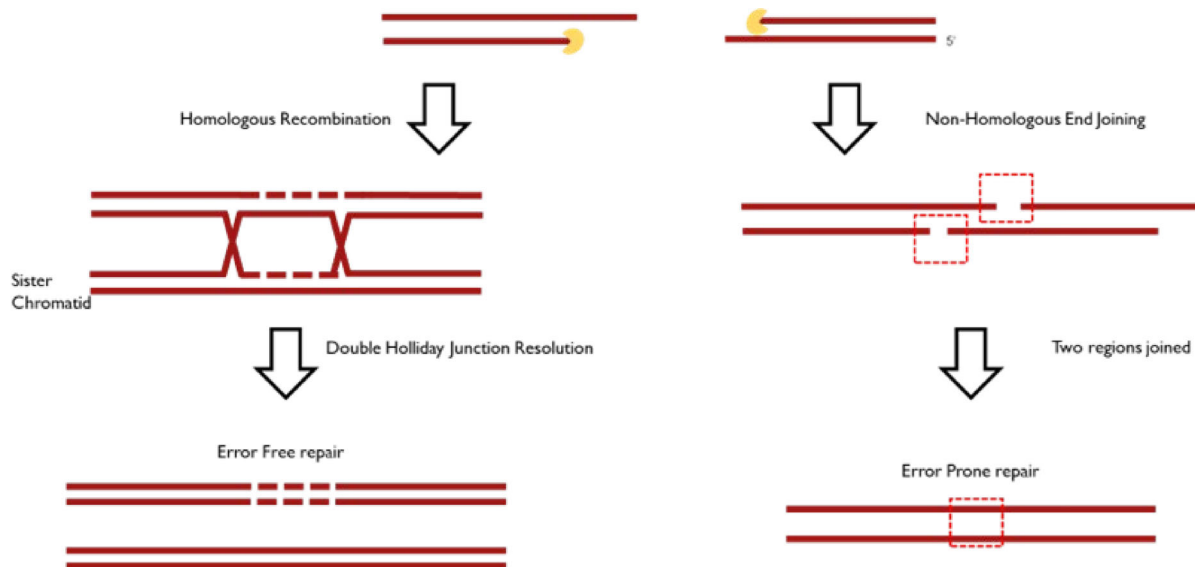 5'
Homologous Recombination
Non-Homologous End Joining
Sister
Chromatid
Double Holliday Junction Resolution
Two regions joined
Error Free repair
Error Prone repair